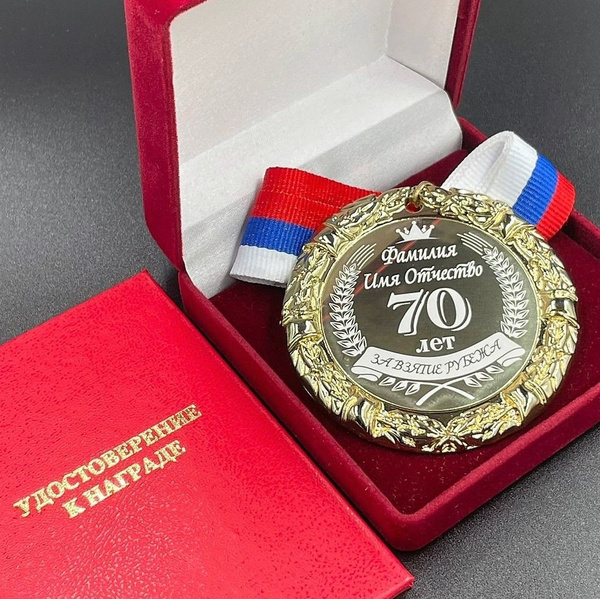 Фамилия
Имя Отчество
70
лет
ЗА ВЗЯТИЕ РУБЕЖА
УДОСТОВЕРЕНИЕ
К НАГРАДЕ